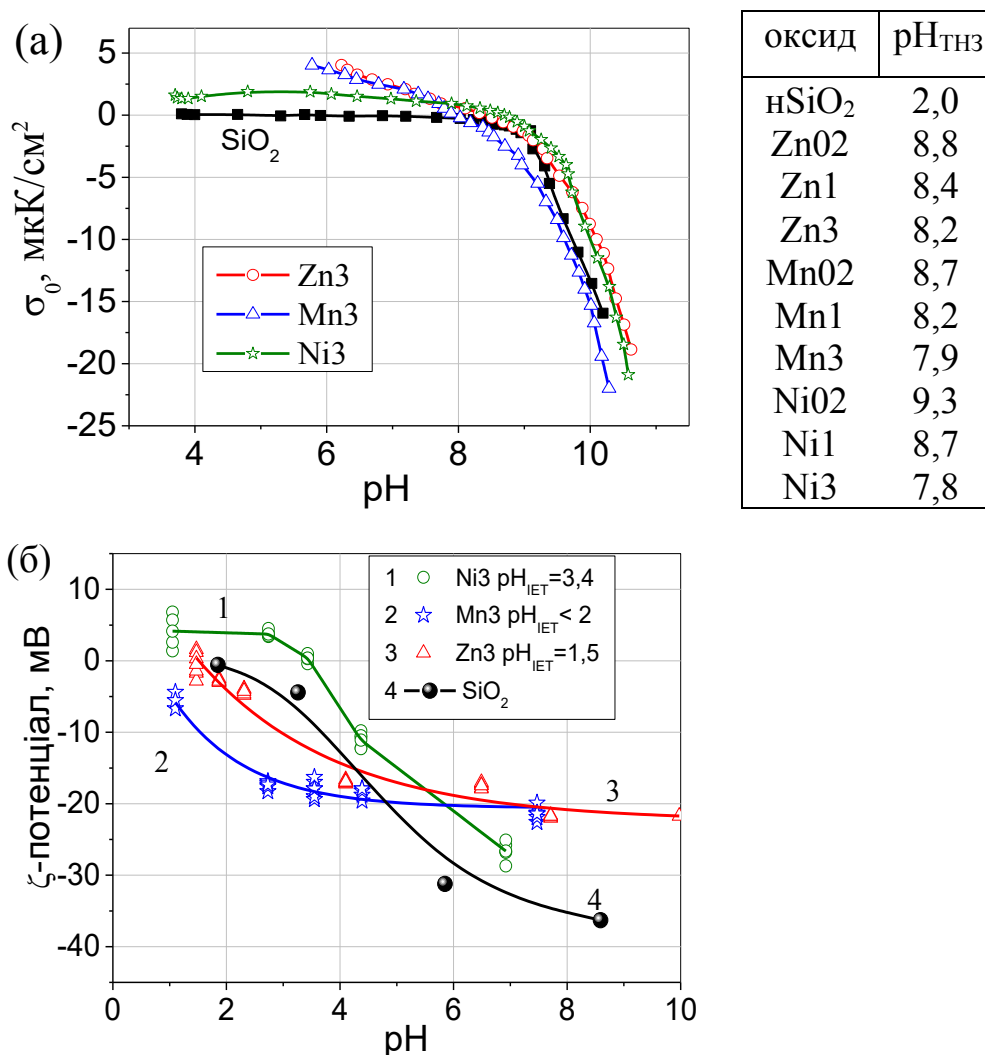 (а)
5
0
-5
-10
-15
-20
-25
σ₀, мкК/см²
SiO₂
Zn3
Mn3
Ni3
4 6 8 10
pH
оксид pHТНЗ
нSiO₂ 2,0
Zn02 8,8
Zn1 8,4
Zn3 8,2
Mn02 8,7
Mn1 8,2
Mn3 7,9
Ni02 9,3
Ni1 8,7
Ni3 7,8
(б)
10
0
-10
-20
-30
-40
ζ-потенціал, мВ
1 Ni3 pHIET=3,4
2 Mn3 pHIET< 2
3 Zn3 pHIET=1,5
4 SiO₂
1
2
3
4
0 2 4 6 8 10
pH